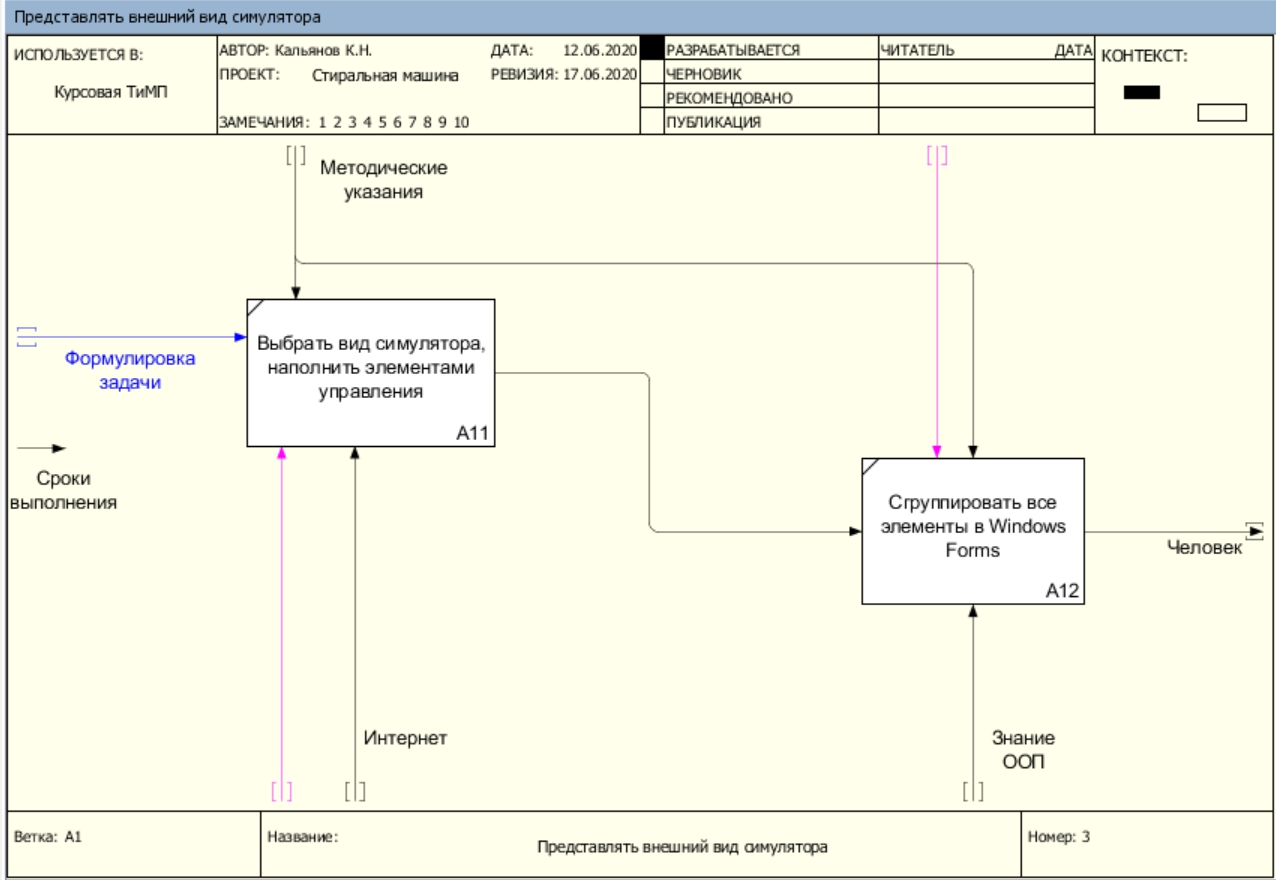 Представлять внешний вид симулятора
ИСПОЛЬЗУЕТСЯ В:
Курсовая ТиМП
АВТОР: Кальянов К.Н.
ДАТА: 12.06.2020
ПРОЕКТ: Стиральная машина
РЕВИЗИЯ: 17.06.2020
ЗАМЕЧАНИЯ: 1 2 3 4 5 6 7 8 9 10
РАЗРАБАТЫВАЕТСЯ
ЧЕРНОВИК
РЕКОМЕНДОВАНО
ПУБЛИКАЦИЯ
ЧИТАТЕЛЬ
ДАТА
КОНТЕКСТ:
Методические
указания
Формулировка
задачи
Выбрать вид симулятора,
наполнить элементами
управления
A11
Сроки
выполнения
Сгруппировать все
элементы в Windows
Forms
A12
Человек
Интернет
Знание
ООП
Ветка: A1
Название:
Представлять внешний вид симулятора
Номер: 3